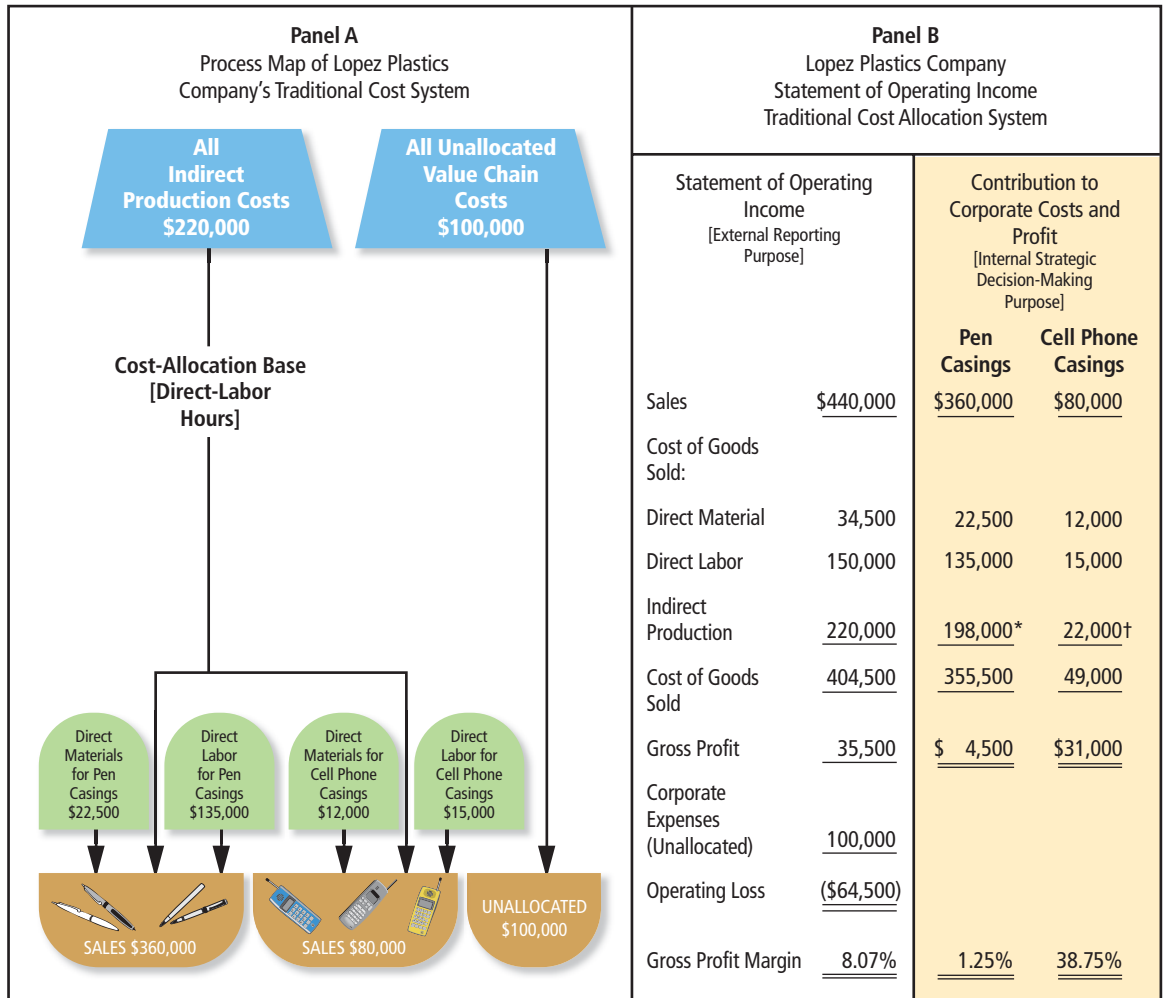 Panel A
Process Map of Lopez Plastics
Company's Traditional Cost System
All
Indirect
Production Costs
$220,000
All Unallocated
Value Chain
Costs
$100,000
Cost-Allocation Base
[Direct-Labor
Hours]
Direct
Materials
for Pen
Casings
$22,500
Direct
Labor
for Pen
Casings
$135,000
Direct
Materials for
Cell Phone
Casings
$12,000
Direct
Labor for
Cell Phone
Casings
$15,000
SALES $360,000
SALES $80,000
UNALLOCATED
$100,000
Panel B
Lopez Plastics Company
Statement of Operating Income
Traditional Cost Allocation System
Statement of Operating
Income
[External Reporting
Purpose]
Contribution to
Corporate Costs and
Profit
[Internal Strategic
Decision-Making
Purpose]
Pen Cell Phone
Casings Casings
Sales $440,000 $360,000 $80,000
Cost of Goods
Sold:
Direct Material 34,500 22,500 12,000
Direct Labor 150,000 135,000 15,000
Indirect
Production 220,000 198,000* 22,000†
Cost of Goods 404,500 355,500 49,000
Sold
Gross Profit 35,500 $ 4,500 $31,000
Corporate
Expenses
(Unallocated) 100,000
Operating Loss ($64,500)
Gross Profit Margin 8.07% 1.25% 38.75%